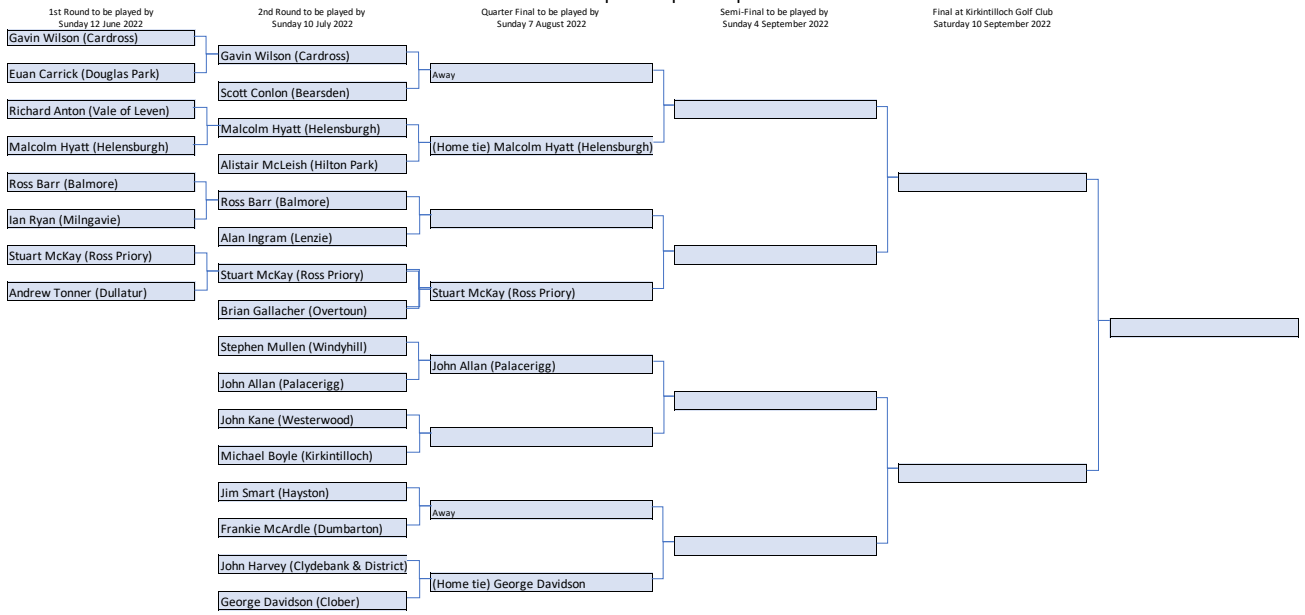 1st Round to be played by
Sunday 12 June 2022
2nd Round to be played by
Sunday 10 July 2022
Quarter Final to be played by
Sunday 7 August 2022
Semi-Final to be played by
Sunday 4 September 2022
Final at Kirkintilloch Golf Club
Saturday 10 September 2022
Gavin Wilson (Cardross)
Euan Carrick (Douglas Park)
Richard Anton (Vale of Leven)
Malcolm Hyatt (Helensburgh)
Ross Barr (Balmore)
Ian Ryan (Milngavie)
Stuart McKay (Ross Priory)
Andrew Tonner (Dullatur)
Gavin Wilson (Cardross)
Scott Conlon (Bearsden)
Malcolm Hyatt (Helensburgh)
Alistair McLeish (Hilton Park)
Ross Barr (Balmore)
Alan Ingram (Lenzie)
Stuart McKay (Ross Priory)
Brian Gallacher (Overtoun)
Stephen Mullen (Windyhill)
John Allan (Palacerigg)
John Kane (Westerwood)
Michael Boyle (Kirkintilloch)
Jim Smart (Hayston)
Frankie McArdle (Dumbarton)
John Harvey (Clydebank & District)
George Davidson (Clober)
Away
(Home tie) Malcolm Hyatt (Helensburgh)
Stuart McKay (Ross Priory)
John Allan (Palacerigg)
Away
(Home tie) George Davidson